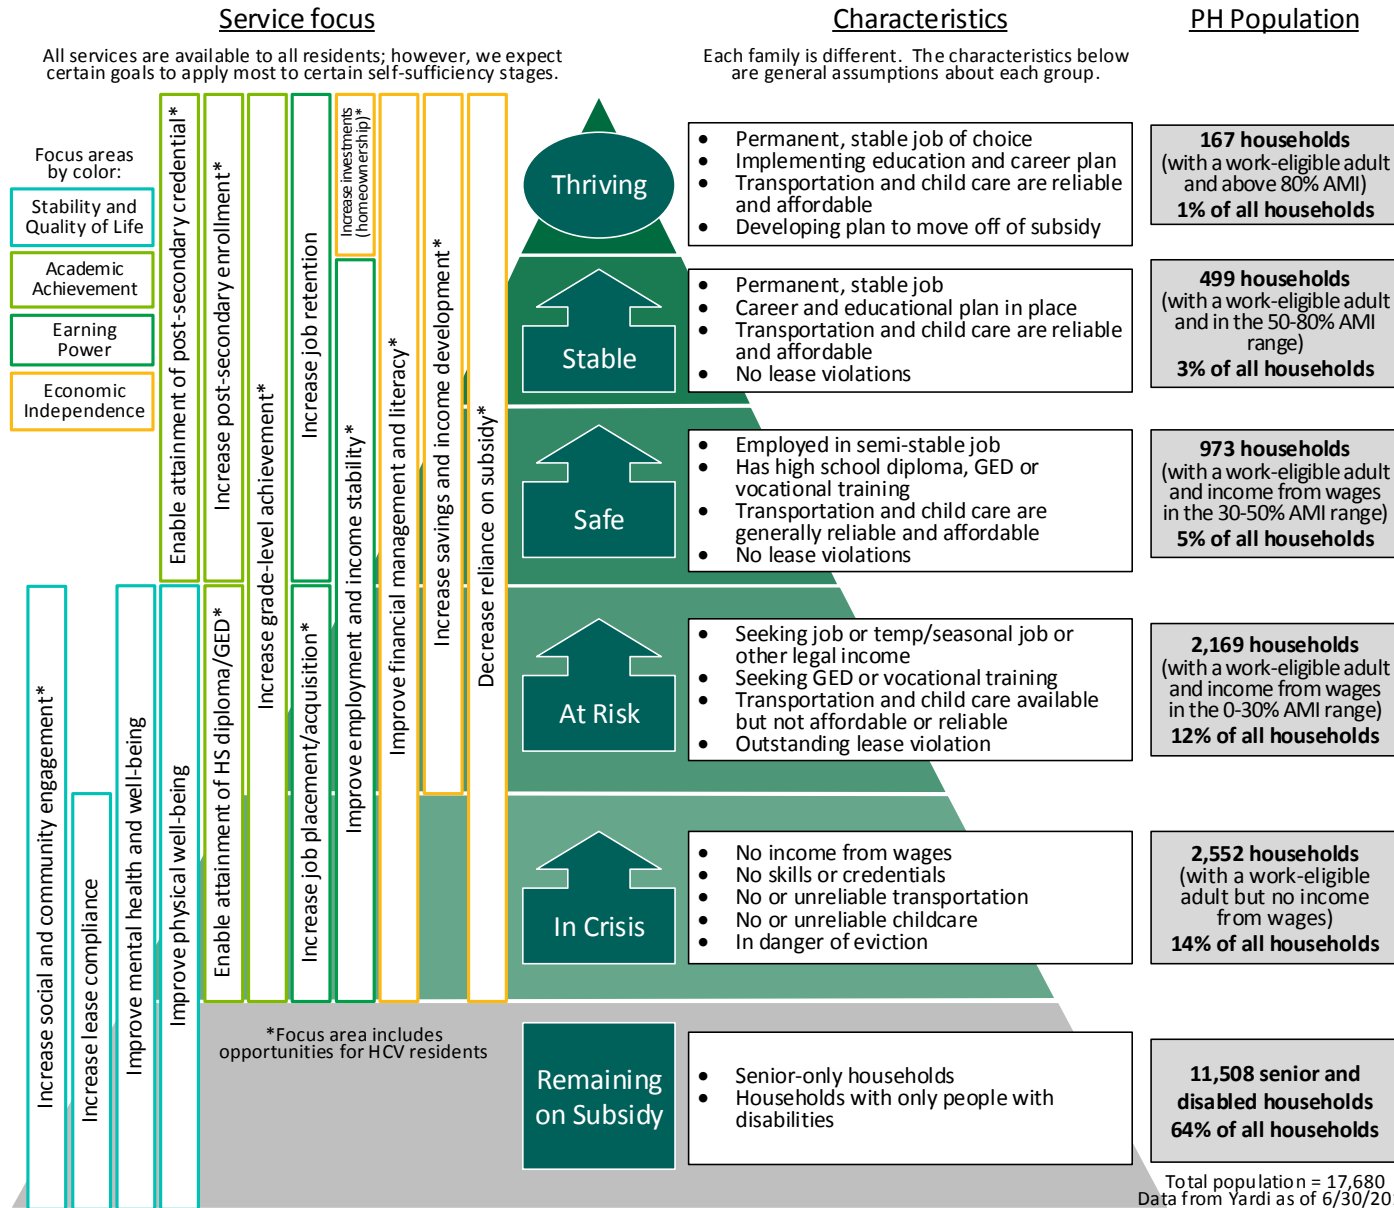 Service focus
All services are available to all residents; however, we expect
certain goals to apply most to certain self-sufficiency stages.
Characteristics
Each family is different. The characteristics below
are general assumptions about each group.
PH Population
Focus areas
by color:
Stability and
Quality of Life
Academic
Achievement
Earning
Power
Economic
Independence
Increase social and community engagement*
Increase lease compliance
Improve mental health and well-being
Improve physical well-being
Enable attainment of post-secondary credential*
Increase post-secondary enrollment*
Enable attainment of HS diploma/GED*
Increase grade-level achievement*
Increase job retention
Increase job placement/acquisition*
Increase investments
(homeownership)*
Improve employment and income stability*
Improve financial management and literacy*
Increase savings and income development*
Decrease reliance on subsidy*
*Focus area includes
opportunities for HCV residents
Thriving
• Permanent, stable job of choice
• Implementing education and career plan
• Transportation and child care are reliable
and affordable
• Developing plan to move off of subsidy
167 households
(with a work-eligible adult
and above 80% AMI)
1% of all households
Stable
• Permanent, stable job
• Career and educational plan in place
• Transportation and child care are reliable
and affordable
• No lease violations
499 households
(with a work-eligible adult
and in the 50-80% AMI
range)
3% of all households
Safe
• Employed in semi-stable job
• Has high school diploma, GED or
vocational training
• Transportation and child care are
generally reliable and affordable
• No lease violations
973 households
(with a work-eligible adult
and income from wages
in the 30-50% AMI range)
5% of all households
At Risk
• Seeking job or temp/seasonal job or
other legal income
• Seeking GED or vocational training
• Transportation and child care available
but not affordable or reliable
• Outstanding lease violation
2,169 households
(with a work-eligible adult
and income from wages
in the 0-30% AMI range)
12% of all households
In Crisis
• No income from wages
• No skills or credentials
• No or unreliable transportation
• No or unreliable childcare
• In danger of eviction
2,552 households
(with a work-eligible
adult but no income
from wages)
14% of all households
Remaining
on Subsidy
• Senior-only households
• Households with only people with
disabilities
11,508 senior and
disabled households
64% of all households
Total population = 17,680
Data from Yardi as of 6/30/20